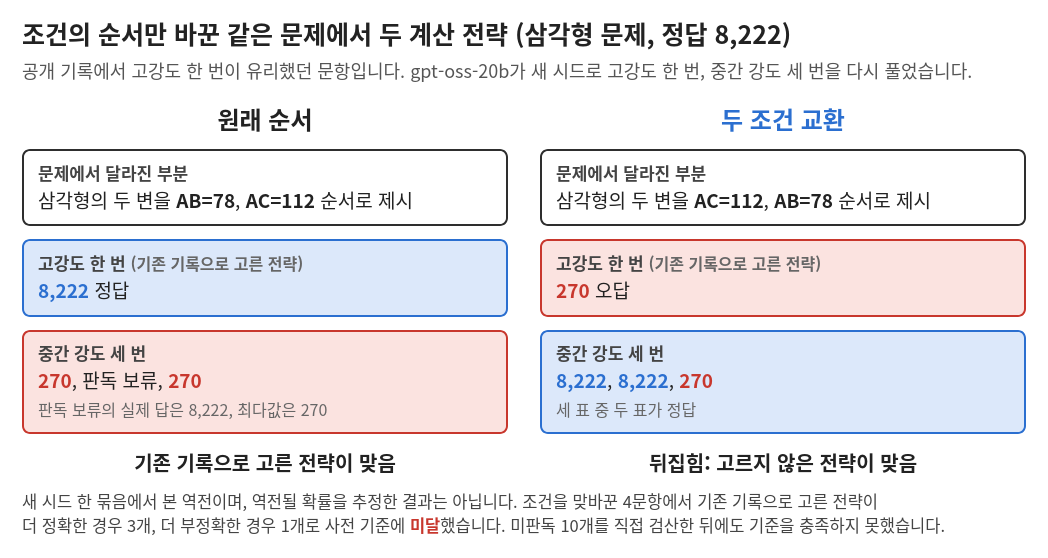 조건의 순서만 바꾼 같은 문제에서 두 계산 전략 (삼각형 문제, 정답 8,222)
공개 기록에서 고강도 한 번이 유리했던 문항입니다. gpt-oss-20b가 새 시드로 고강도 한 번, 중간 강도 세 번을 다시 풀었습니다.
원래 순서
문제에서 달라진 부분
삼각형의 두 변을 AB=78, AC=112 순서로 제시
고강도 한 번 (기존 기록으로 고른 전략)
8,222 정답
중간 강도 세 번
270, 판독 보류, 270
판독 보류의 실제 답은 8,222, 최다값은 270
기존 기록으로 고른 전략이 맞음
두 조건 교환
문제에서 달라진 부분
삼각형의 두 변을 AC=112, AB=78 순서로 제시
고강도 한 번 (기존 기록으로 고른 전략)
270 오답
중간 강도 세 번
8,222, 8,222, 270
세 표 중 두 표가 정답
뒤집힘: 고르지 않은 전략이 맞음
새 시드 한 묶음에서 본 역전이며, 역전될 확률을 추정한 결과는 아닙니다. 조건을 맞바꾼 4문항에서 기존 기록으로 고른 전략이
더 정확한 경우 3개, 더 부정확한 경우 1개로 사전 기준에 미달했습니다. 미판독 10개를 직접 검산한 뒤에도 기준을 충족하지 못했습니다.